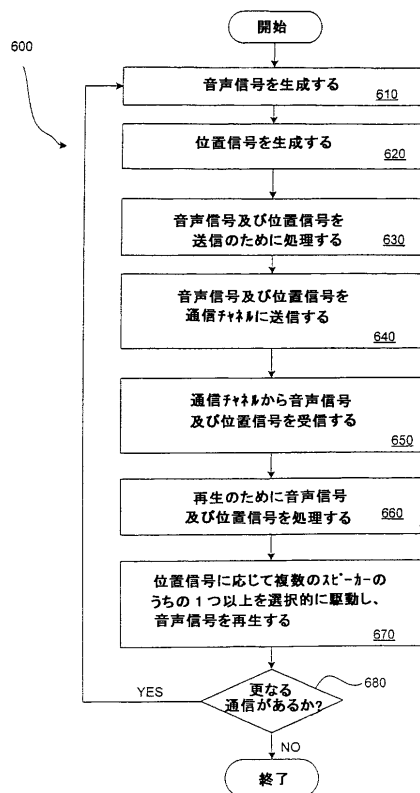 開始
600
音声信号を生成する
610
位置信号を生成する
620
音声信号及び位置信号を
送信のために処理する
630
音声信号及び位置信号を
通信ﾁｬﾈﾙに送信する
640
通信ﾁｬﾈﾙから音声信号
及び位置信号を受信する
650
再生のために音声信号
及び位置信号を処理する
660
位置信号に応じて複数のｽﾋﾟｰｶｰの
うちの1つ以上を選択的に駆動し、
音声信号を再生する
670
680
更なる
通信があるか?
YES
NO
終了